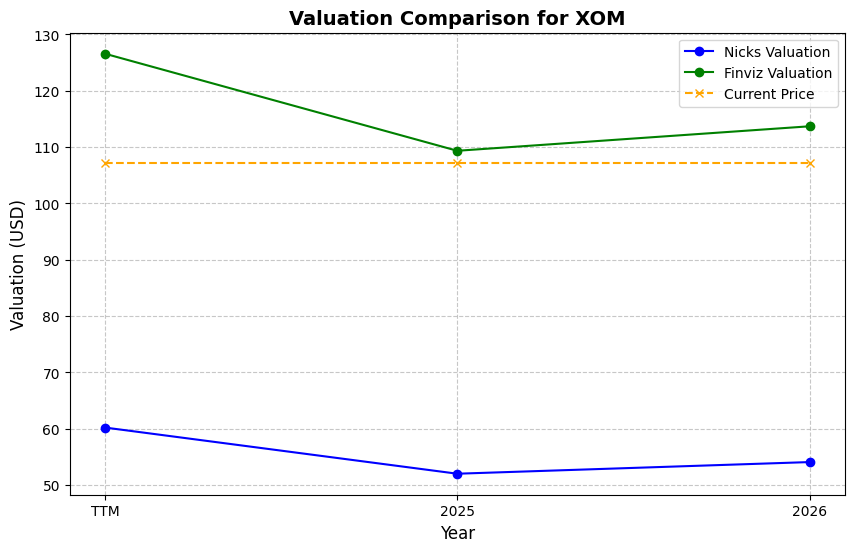 Valuation Comparison for XOM
Nicks Valuation
Finviz Valuation
Current Price
Valuation (USD)
130
120
110
100
90
80
70
60
50
TTM
2025
2026
Year